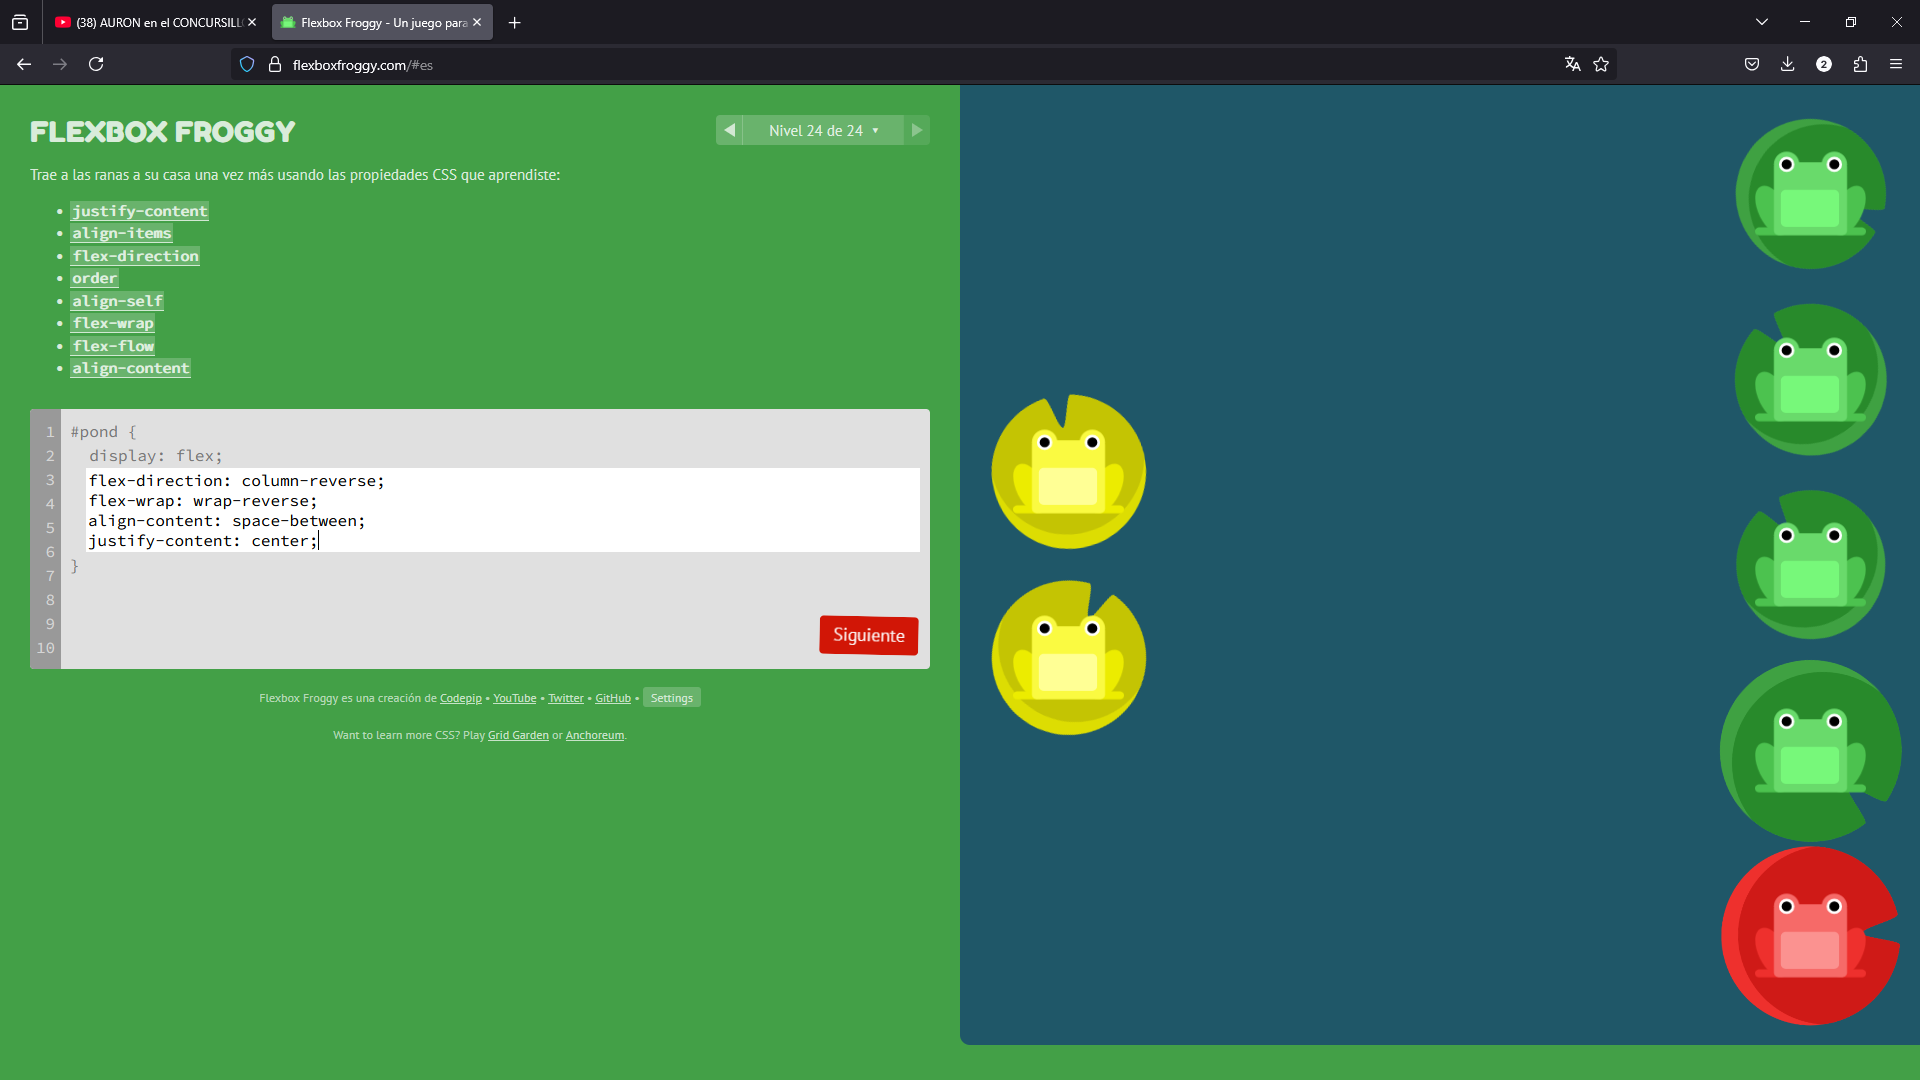 (38) AURON en el CONCURSILL
Flexbox Froggy - Un juego para
flexboxfroggy.com/#es
2
FLEXBOX FROGGY
Nivel 24 de 24 ▼
Trae a las ranas a su casa una vez más usando las propiedades CSS que aprendiste:
• justify-content
• align-items
• flex-direction
• order
• align-self
• flex-wrap
• flex-flow
• align-content
1 #pond {
2 display: flex;
3 flex-direction: column-reverse;
4 flex-wrap: wrap-reverse;
5 align-content: space-between;
6 justify-content: center;
7 }
8
9
10
Siguiente
Flexbox Froggy es una creación de Codepip • YouTube • Twitter • GitHub • Settings
Want to learn more CSS? Play Grid Garden or Anchoreum.